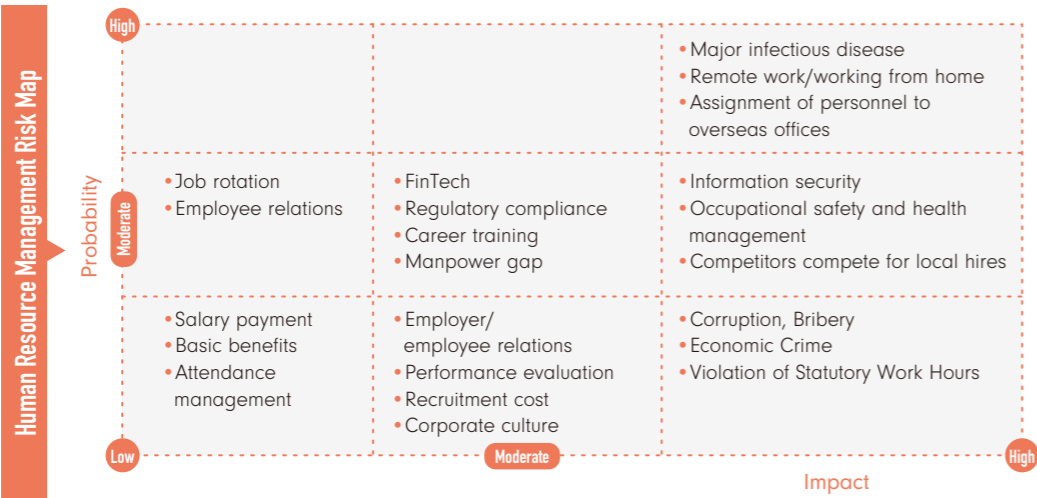 Human Resource Management Risk Map
Probability
High
• Major infectious disease
• Remote work/working from home
• Assignment of personnel to
overseas offices
Moderate
• Job rotation
• Employee relations
• FinTech
• Regulatory compliance
• Career training
• Manpower gap
• Information security
• Occupational safety and health
management
• Competitors compete for local hires
• Salary payment
• Basic benefits
• Attendance
management
• Employer/
employee relations
• Performance evaluation
• Recruitment cost
• Corporate culture
• Corruption, Bribery
• Economic Crime
• Violation of Statutory Work Hours
Low
Moderate
High
Impact